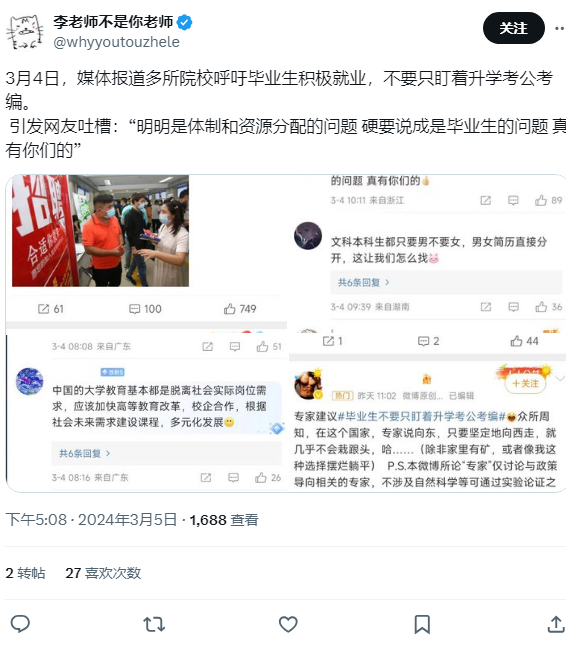 李老师不是你老师
@whyyoutouzhele
关注
3月4日，媒体报道多所院校呼吁毕业生积极就业，不要只盯着升学考公考
编。
引发网友吐槽：“明明是体制和资源分配的问题 硬要说成是毕业生的问题 真
有你们的”
招聘
合适你
61 100 749
3-4 08:08 来自广东 51
中国的大学教育基本都是脱离社会实际岗位需
求，应该加快高等教育改革，校企合作，根据
社会未来需求建设课程，多元化发展😶
共6条回复 >
3-4 08:16 来自广东 26
的问题 真有你们的👍
3-4 10:11 来自浙江 89
文科本科生都只要男不要女，男女简历直接分
开，这让我们怎么找
共6条回复 >
3-4 09:39 来自湖南 36
1 2 44
+关注
热门 昨天 11:02 微博原创... 已编辑
专家建议#毕业生不要只盯着升学考公考编#众所周
知，在这个国家，专家说向东，只要坚定地向西走，就
几乎不会栽跟头，哈……（除非家里有矿，或者像我这
种选择摆烂躺平） P.S.本微博所论“专家”仅讨论与政策
导向相关的专家，不涉及自然科学等可通过实验论证之
下午5:08 · 2024年3月5日 · 1,688 查看
2 转帖 27 喜欢次数